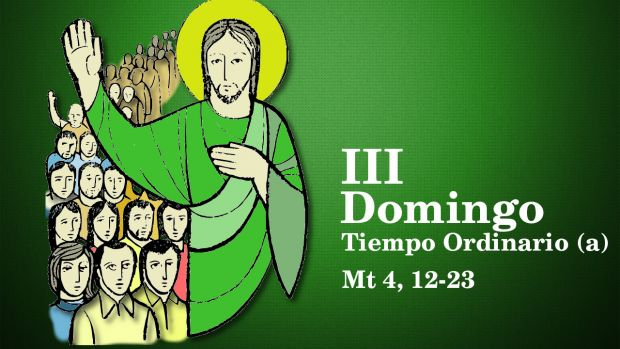 III
Domingo
Tiempo Ordinario (a)
Mt 4, 12-23